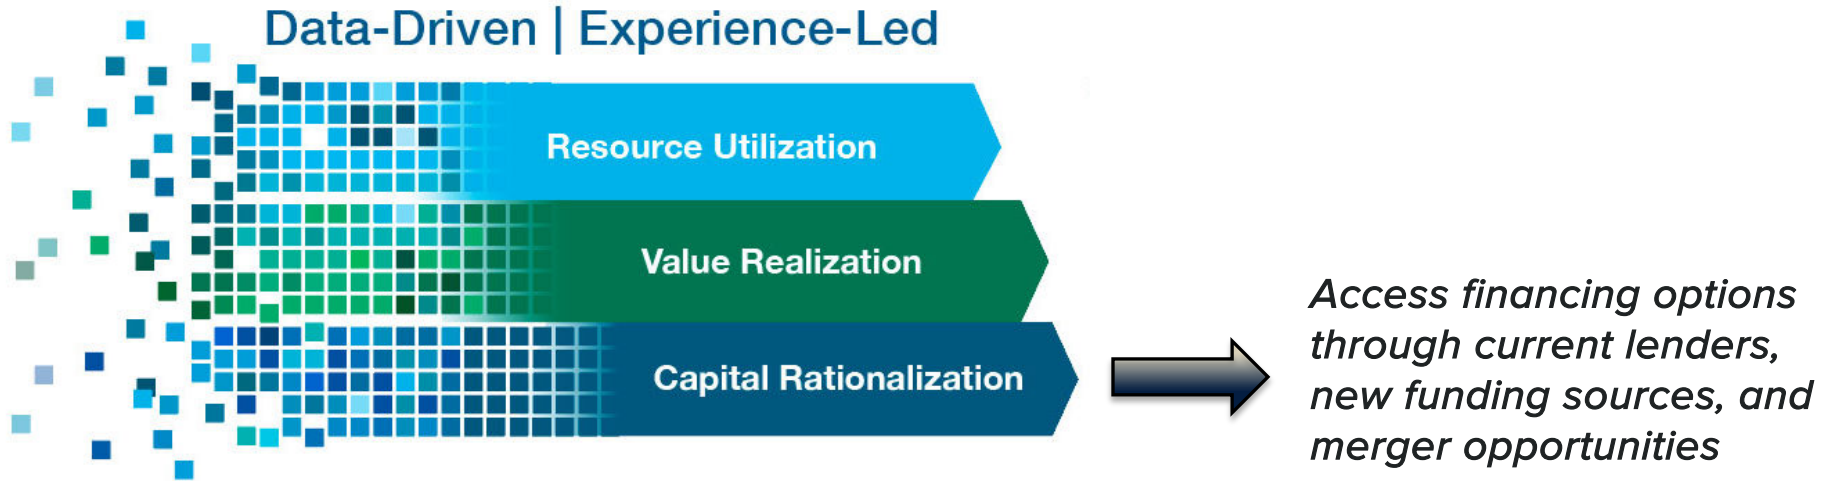 Data-Driven | Experience-Led
Resource Utilization
Value Realization
Capital Rationalization
Access financing options
through current lenders,
new funding sources, and
merger opportunities